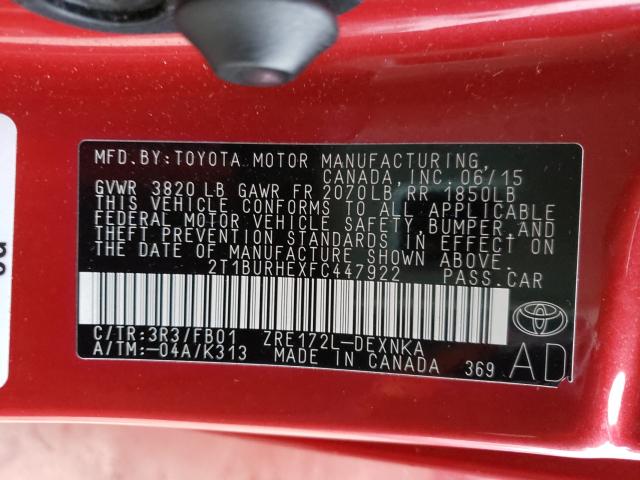 MFD. BY: TOYOTA MOTOR MANUFACTURING,
CANADA, INC. 06/15
GVWR 3820 LB GAWR FR 2070LB RR 1850LB
THIS VEHICLE CONFORMS TO ALL APPLICABLE
FEDERAL MOTOR VEHICLE SAFETY, BUMPER, AND
THEFT PREVENTION STANDARDS IN EFFECT ON
THE DATE OF MANUFACTURE SHOWN ABOVE.
2T1BURHEXFC447922 PASS. CAR
C/TR:3R3/FB01 ZRE172L-DEXNKA
A/TM:-04A/K313 MADE IN CANADA 369
AD